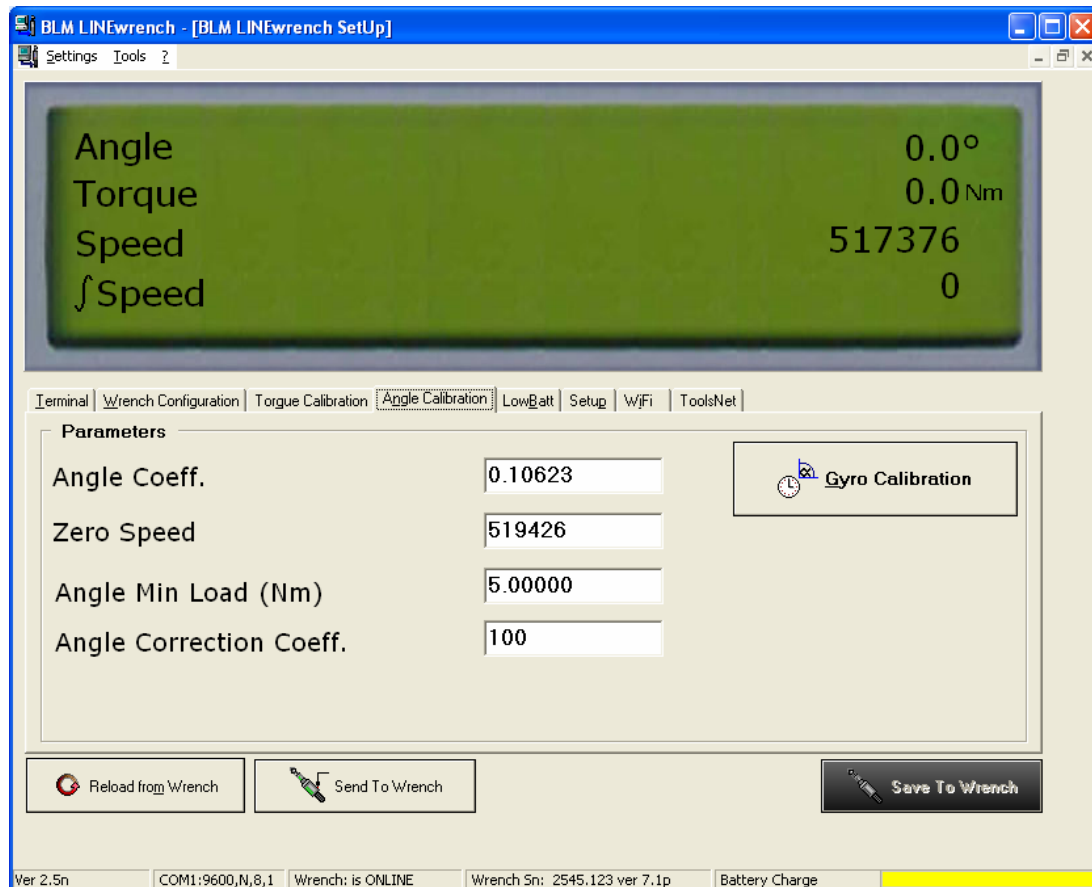 BLM LINEwrench - [BLM LINEwrench SetUp]
Settings Tools ?
Angle 0.0°
Torque 0.0 Nm
Speed 517376
∫Speed 0
Terminal Wrench Configuration Torque Calibration Angle Calibration LowBatt Setup WiFi ToolsNet
Parameters
Angle Coeff. 0.10623
Gyro Calibration
Zero Speed 519426
Angle Min Load (Nm) 5.00000
Angle Correction Coeff. 100
Reload from Wrench Send To Wrench Save To Wrench
Ver 2.5n COM1:9600,N,8,1 Wrench: is ONLINE Wrench Sn: 2545.123 ver 7.1p Battery Charge